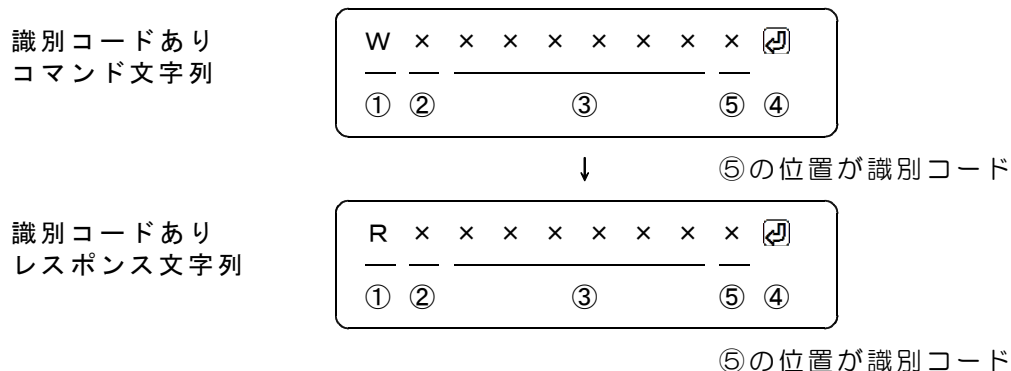 識別コードあり
コマンド文字列
W × × × × × × × × ⏎
① ② ③ ⑤ ④
↓ ⑤の位置が識別コード
識別コードあり
レスポンス文字列
R × × × × × × × × ⏎
① ② ③ ⑤ ④
⑤の位置が識別コード